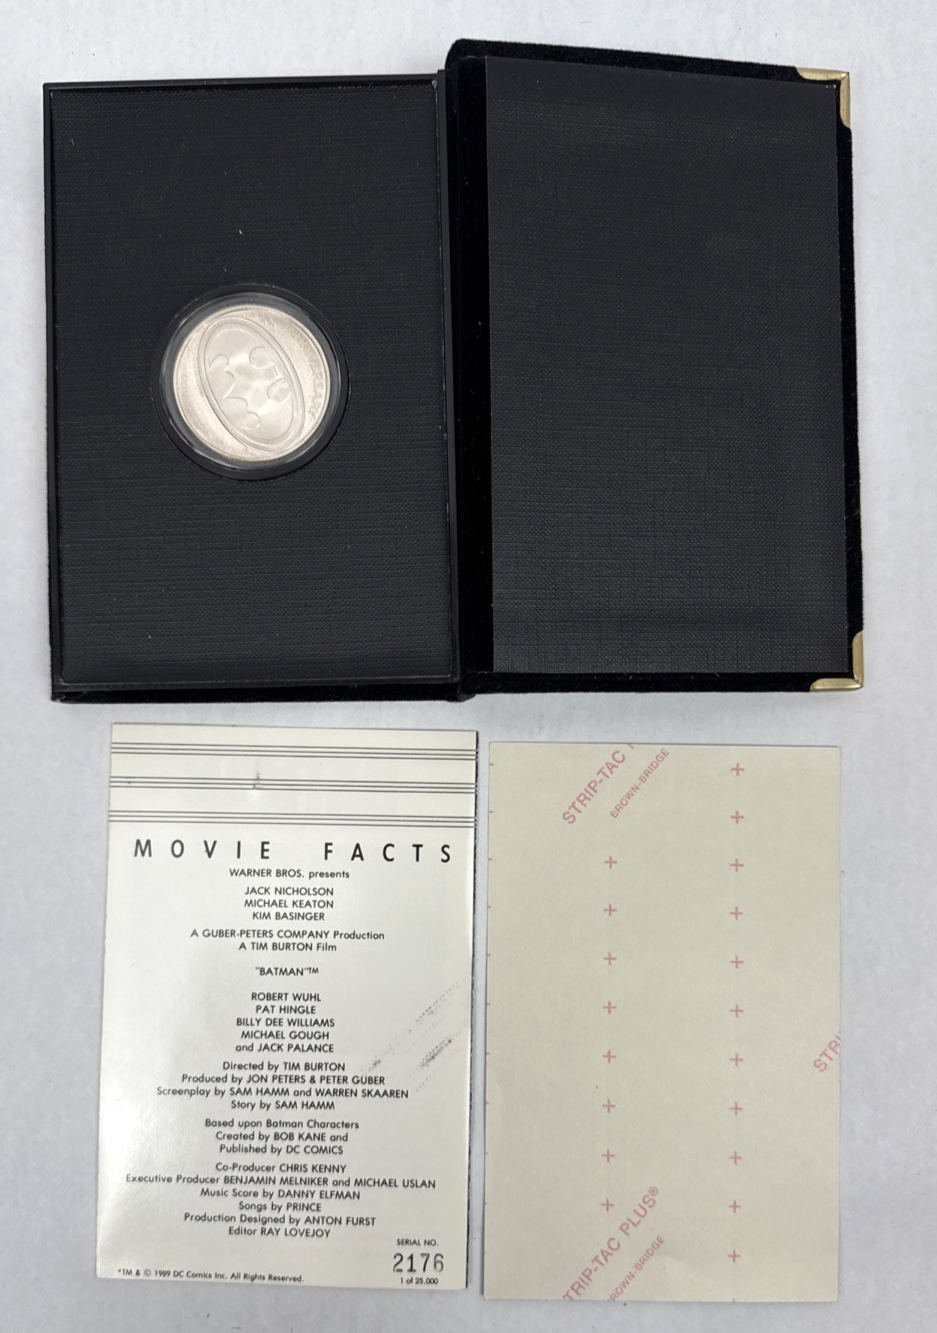 MOVIE FACTS
WARNER BROS. presents
JACK NICHOLSON
MICHAEL KEATON
KIM BASINGER
A GUBER-PETERS COMPANY Production
A TIM BURTON Film
"BATMAN"™
ROBERT WUHL
PAT HINGLE
BILLY DEE WILLIAMS
MICHAEL GOUGH
and JACK PALANCE
Directed by TIM BURTON
Produced by JON PETERS & PETER GUBER
Screenplay by SAM HAMM and WARREN SKAAREN
Story by SAM HAMM
Based upon Batman Characters
Created by BOB KANE and
Published by DC COMICS
Co-Producer CHRIS KENNY
Executive Producer BENJAMIN MELNIKER and MICHAEL USLAN
Music Score by DANNY ELFMAN
Songs by PRINCE
Production Designed by ANTON FURST
Editor RAY LOVEJOY
SERIAL NO.
2176
1 of 25,000
*TM & © 1989 DC Comics Inc. All Rights Reserved.
STRIP-TAC
BROWN-BRIDGE
STRI
TRIP-TAC PLUS®
ROWN-BRIDGE